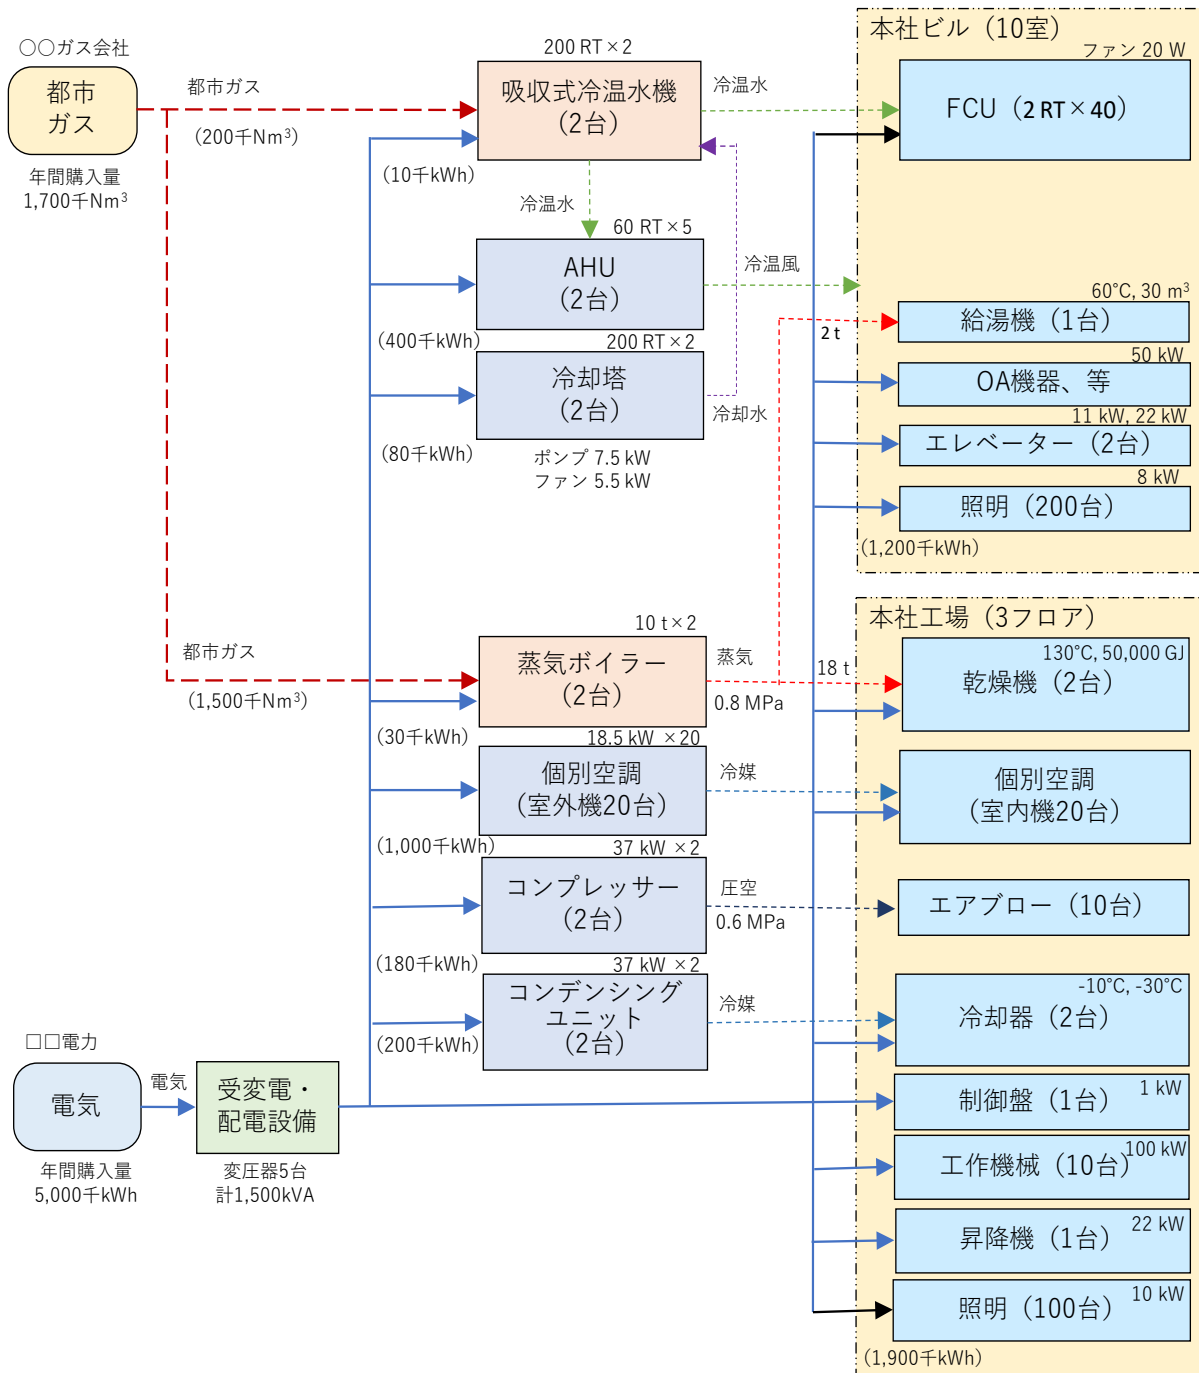 ○○ガス会社
都市
ガス
年間購入量
1,700千Nm³
都市ガス
(200千Nm³)
200 RT×2
吸収式冷温水機
(2台)
冷温水
(10千kWh)
冷温水
60 RT×5
AHU
(2台)
冷温風
(400千kWh)
200 RT×2
冷却塔
(2台)
冷却水
(80千kWh)
ポンプ 7.5 kW
ファン 5.5 kW
本社ビル（10室）
ファン 20 W
FCU（2 RT×40）
60°C, 30 m³
給湯機（1台）
2 t
50 kW
OA機器、等
11 kW, 22 kW
エレベーター（2台）
8 kW
照明（200台）
(1,200千kWh)
都市ガス
(1,500千Nm³)
10 t×2
蒸気ボイラー
(2台)
蒸気
0.8 MPa
18 t
(30千kWh)
18.5 kW ×20
個別空調
(室外機20台)
冷媒
(1,000千kWh)
37 kW ×2
コンプレッサー
(2台)
圧空
0.6 MPa
(180千kWh)
37 kW ×2
コンデンシング
ユニット
(2台)
冷媒
(200千kWh)
□□電力
電気
電気
年間購入量
5,000千kWh
受変電・
配電設備
変圧器5台
計1,500kVA
本社工場（3フロア）
130°C, 50,000 GJ
乾燥機（2台）
個別空調
(室内機20台)
エアブロー（10台）
-10°C, -30°C
冷却器（2台）
制御盤（1台）
1 kW
工作機械（10台）
100 kW
昇降機（1台）
22 kW
照明（100台）
10 kW
(1,900千kWh)